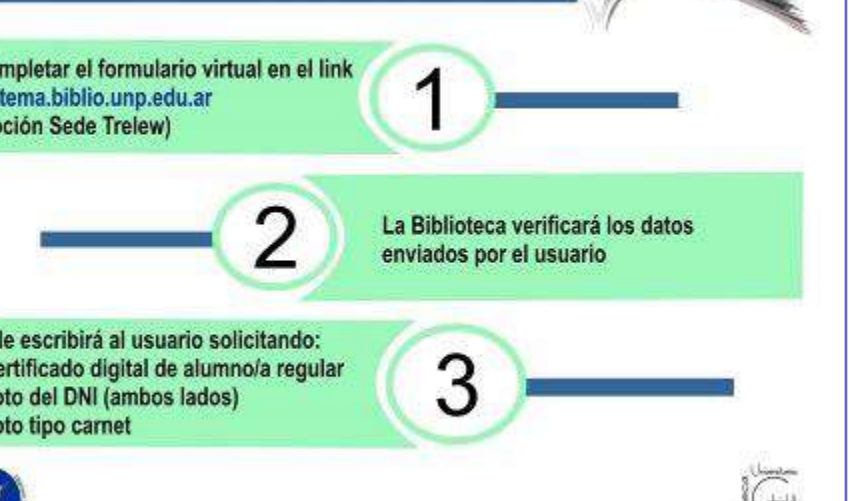 mpletar el formulario virtual en el link
tema.biblio.unp.edu.ar
ción Sede Trelew)
1
2
La Biblioteca verificará los datos
enviados por el usuario
le escribirá al usuario solicitando:
ertificado digital de alumno/a regular
oto del DNI (ambos lados)
oto tipo carnet
3